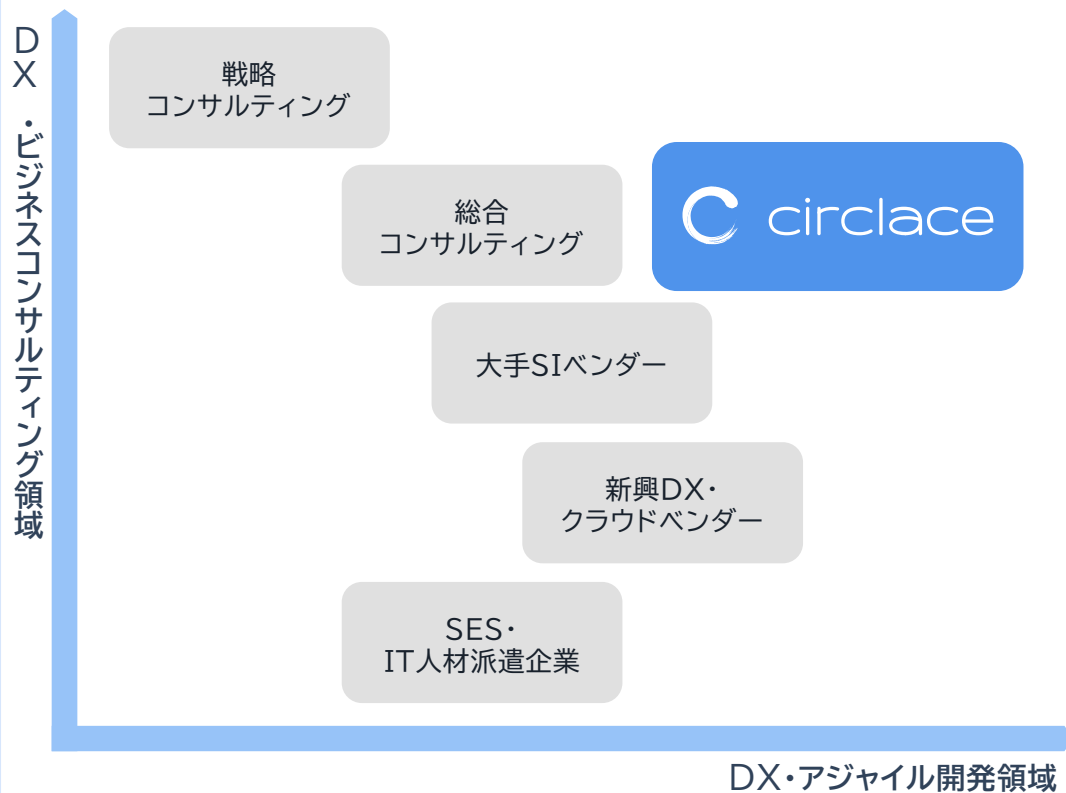 DX・ビジネスコンサルティング領域
戦略
コンサルティング
総合
コンサルティング
circlace
大手SIベンダー
新興DX・
クラウドベンダー
SES・
IT人材派遣企業
DX・アジャイル開発領域